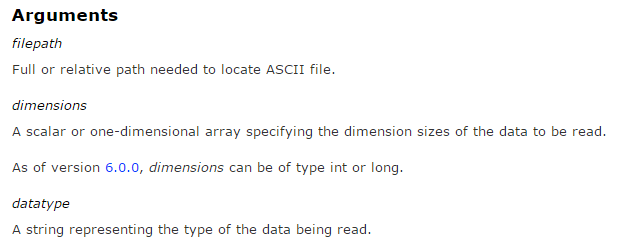 Arguments
filepath
Full or relative path needed to locate ASCII file.
dimensions
A scalar or one-dimensional array specifying the dimension sizes of the data to be read.
As of version 6.0.0, dimensions can be of type int or long.
datatype
A string representing the type of the data being read.